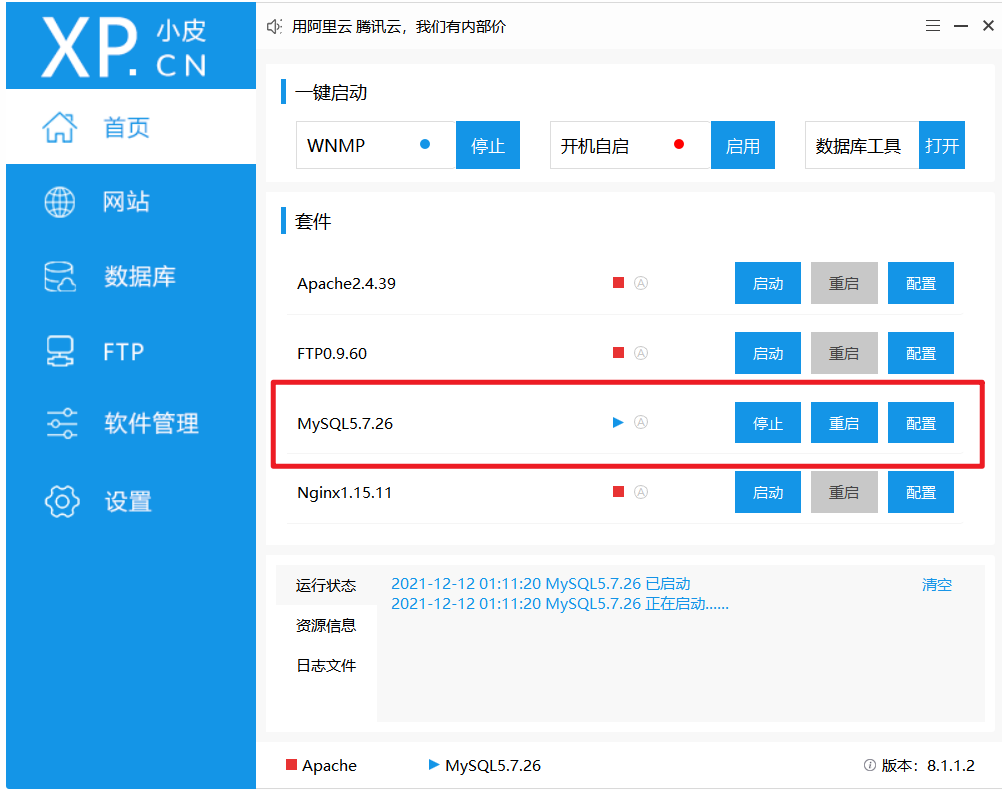 XP.小皮
CN
用阿里云 腾讯云，我们有内部价
首页
网站
数据库
FTP
软件管理
设置
一键启动
WNMP 停止 开机自启 启用 数据库工具 打开
套件
Apache2.4.39 Ⓐ 启动 重启 配置
FTP0.9.60 Ⓐ 启动 重启 配置
MySQL5.7.26 Ⓐ 停止 重启 配置
Nginx1.15.11 Ⓐ 启动 重启 配置
运行状态
资源信息
日志文件
2021-12-12 01:11:20 MySQL5.7.26 已启动 清空
2021-12-12 01:11:20 MySQL5.7.26 正在启动......
Apache MySQL5.7.26 版本：8.1.1.2